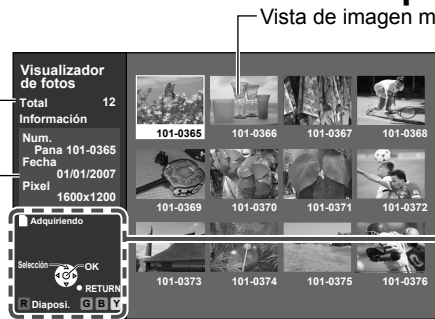 Vista de imagen m
Visualizador
de fotos
Total 12
Información
Num.
Pana 101-0365
Fecha
01/01/2007
Pixel
1600x1200
Adquiriendo
Selección
OK
RETURN
R Diaposi. G B Y
101-0365 101-0366 101-0367 101-0368
101-0369 101-0370 101-0371 101-0372
101-0373 101-0374 101-0375 101-0376